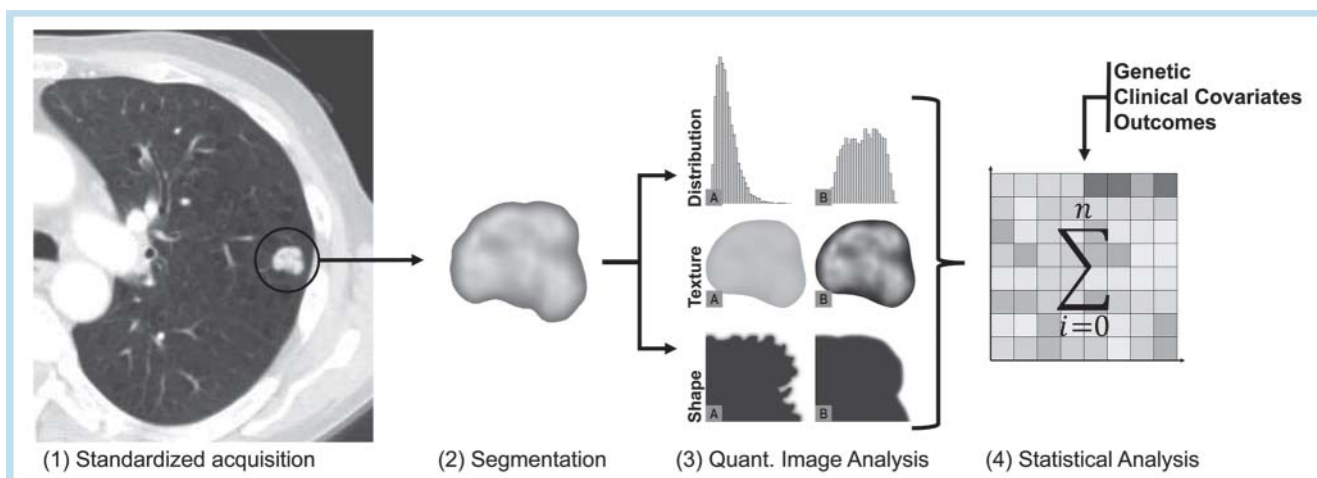 Genetic
Clinical Covariates
Outcomes
Distribution
A
B
Texture
A
B
Shape
A
B
n
∑
i=0
(1) Standardized acquisition
(2) Segmentation
(3) Quant. Image Analysis
(4) Statistical Analysis